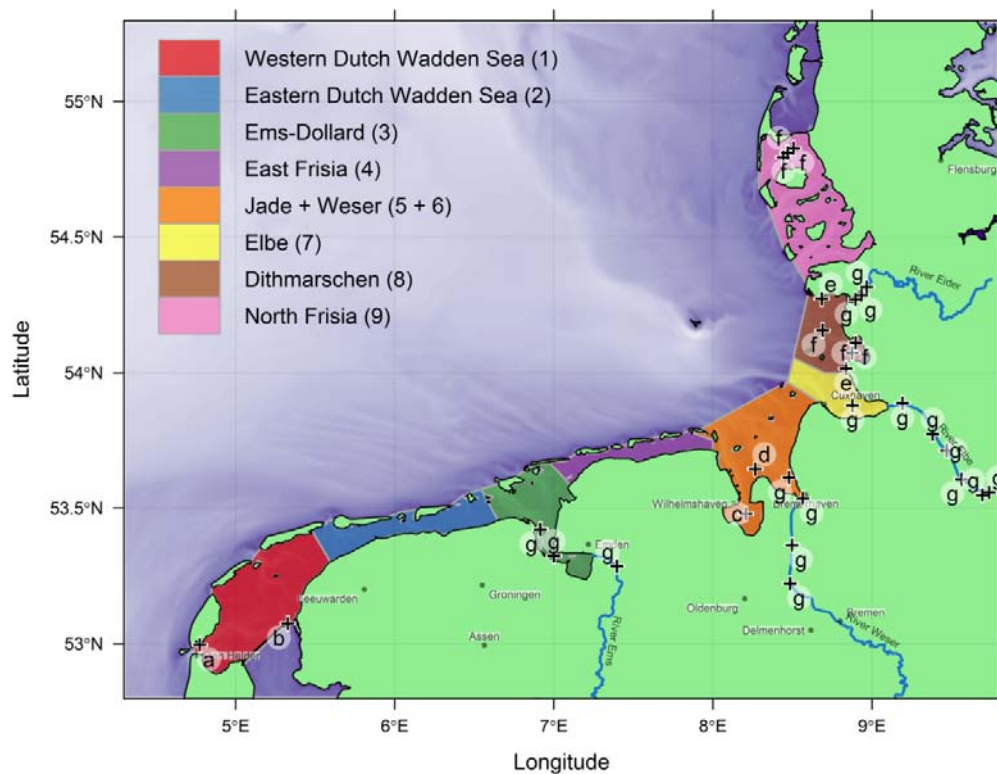 Western Dutch Wadden Sea (1)
Eastern Dutch Wadden Sea (2)
Ems-Dollard (3)
East Frisia (4)
Jade + Weser (5 + 6)
Elbe (7)
Dithmarschen (8)
North Frisia (9)
55°N
54.5°N
54°N
53.5°N
53°N
Latitude
5°E
6°E
7°E
8°E
9°E
Longitude
Flensburg
f
f
f
River Eider
g
e
g
g
f
f
f
e
Cuxhaven
g
g
g
River Elbe
g
g
g
g
d
Wilhelmshaven
c
g
g
g
g
Bremen
River Weser
Oldenburg
Delmenhorst
g
g
Emden
g
River Ems
Groningen
Assen
Leeuwarden
b
a